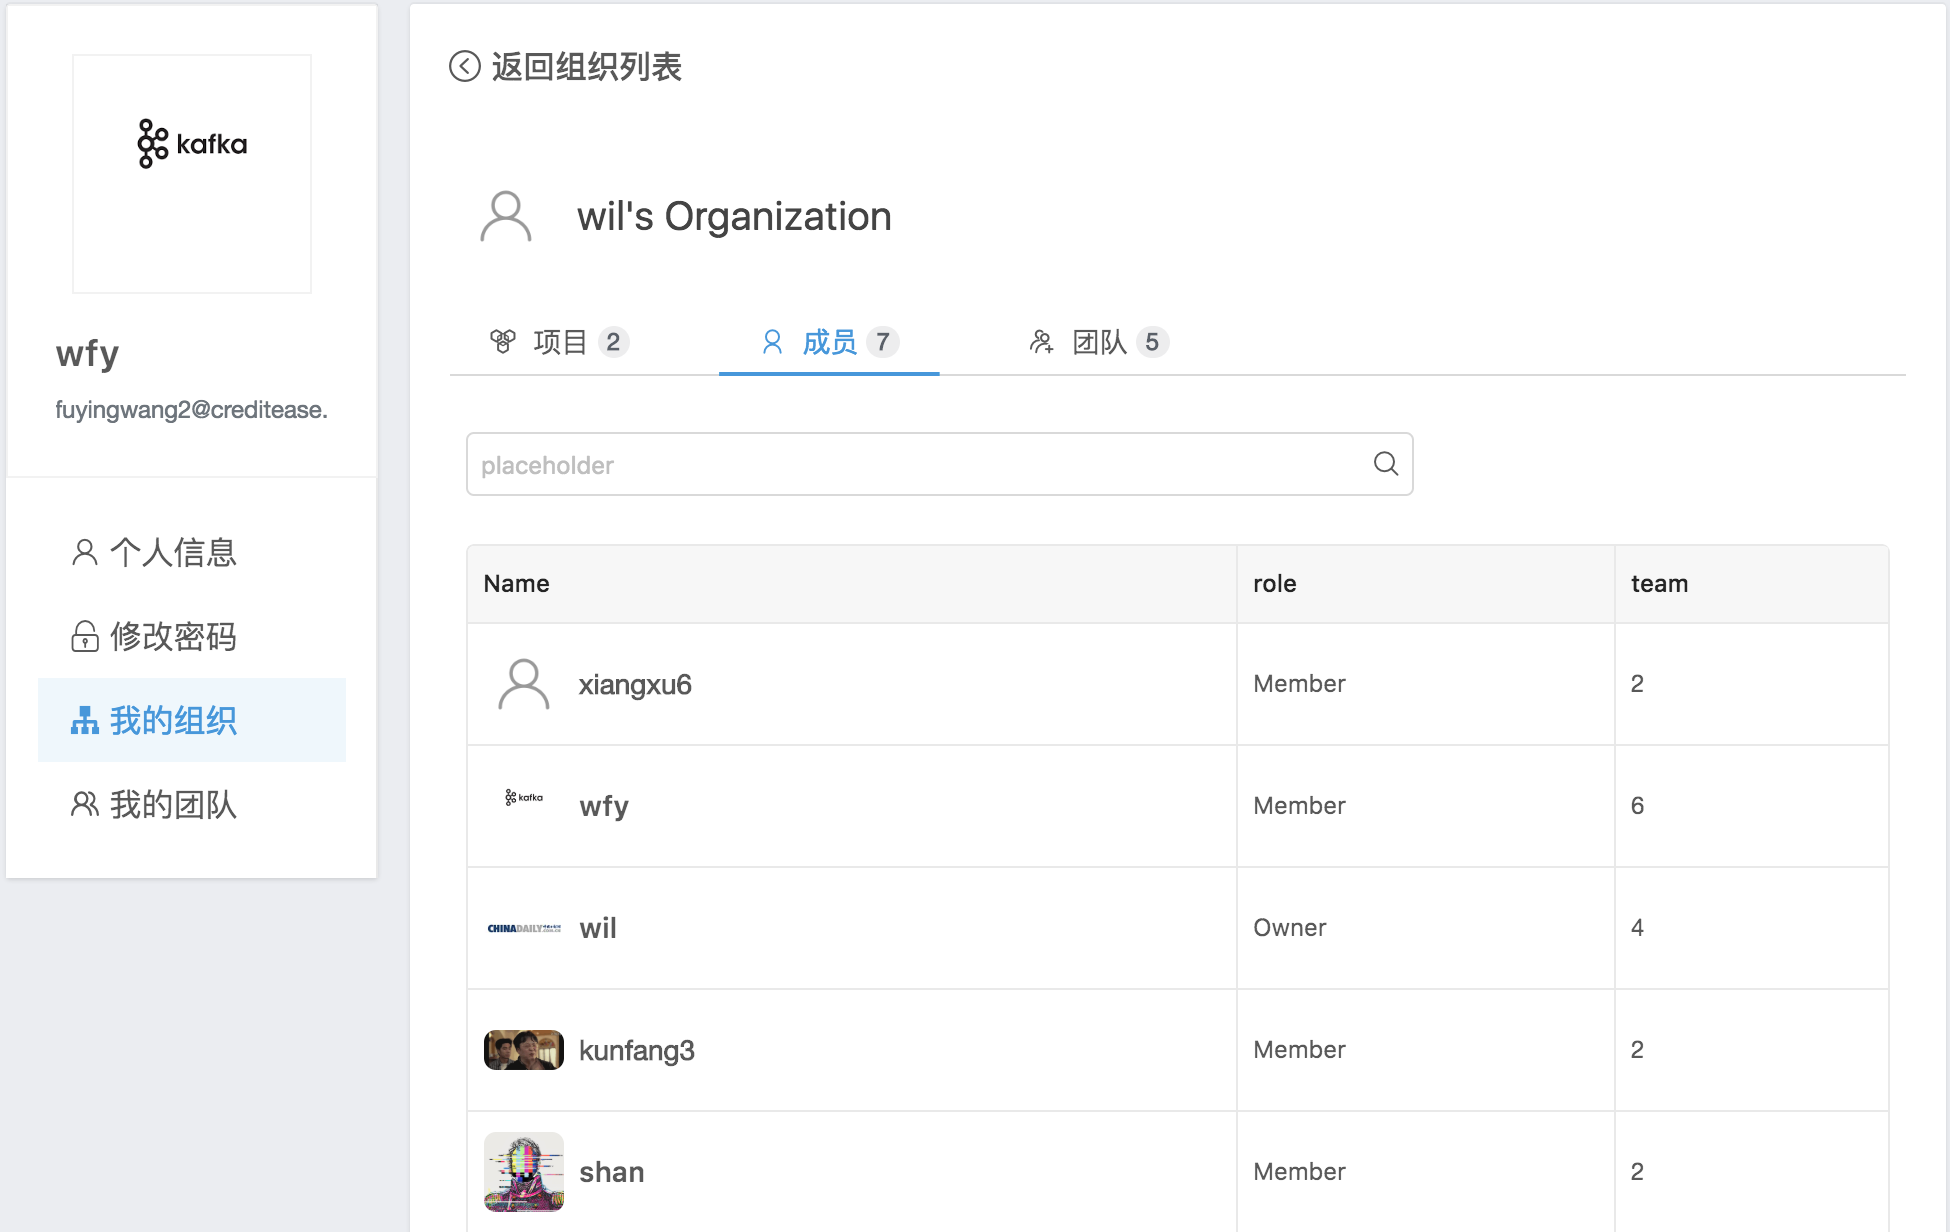 kafka
wfy
fuyingwang2@creditease.
个人信息
修改密码
我的组织
我的团队
返回组织列表
wil's Organization
项目 2
成员 7
团队 5
placeholder
Name role team
xiangxu6 Member 2
kafka wfy Member 6
CHINADAILY wil Owner 4
kunfang3 Member 2
shan Member 2